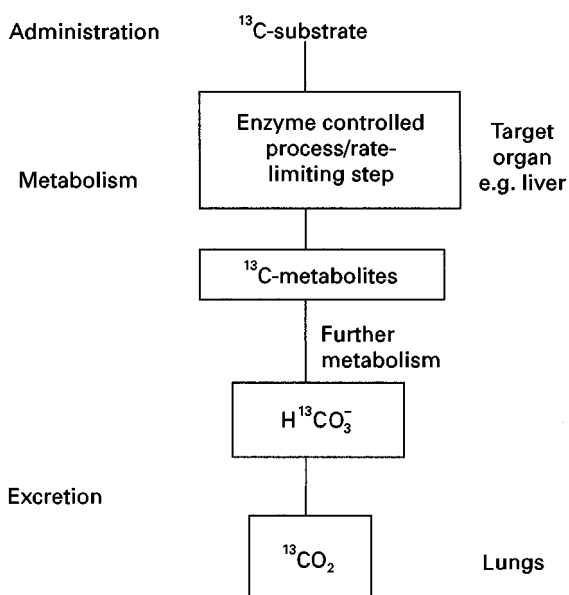 Administration
¹³C-substrate
Enzyme controlled
process/rate-
limiting step
Target
organ
e.g. liver
Metabolism
¹³C-metabolites
Further
metabolism
H¹³CO₃⁻
Excretion
¹³CO₂
Lungs